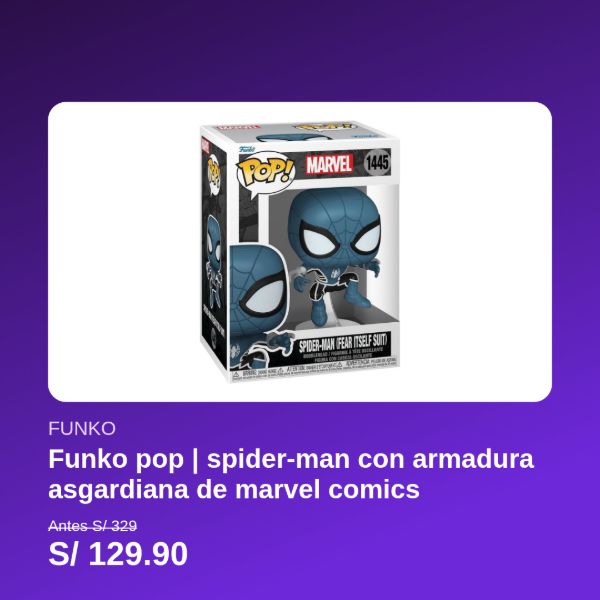 Funko
POP!
MARVEL
1445
SPIDER-MAN (FEAR ITSELF SUIT)
FUNKO
Funko pop | spider-man con armadura
asgardiana de marvel comics
Antes S/ 329
S/ 129.90